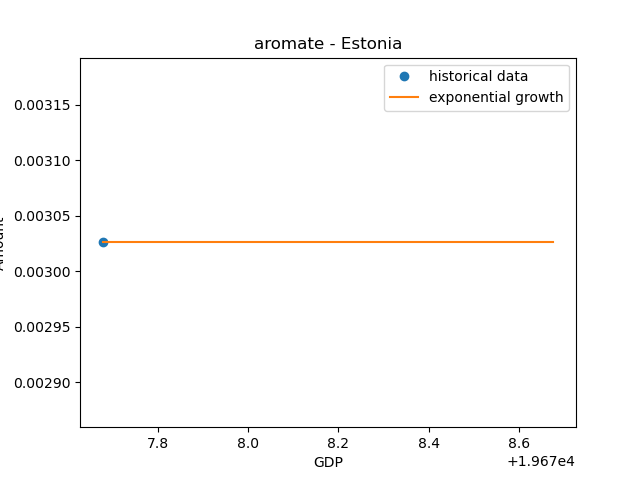 aromate - Estonia
historical data
exponential growth
0.00315
0.00310
0.00305
0.00300
0.00295
0.00290
7.8 8.0 8.2 8.4 8.6
GDP
+1.967e4